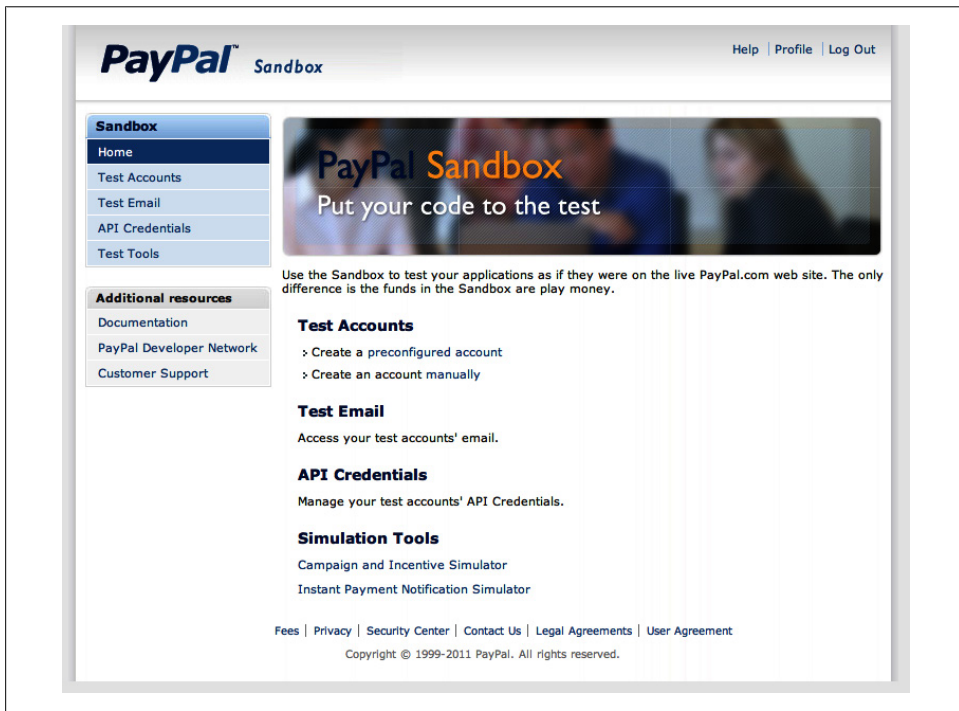 PayPal™ Sandbox
Help | Profile | Log Out
Sandbox
Home
Test Accounts
Test Email
API Credentials
Test Tools
Additional resources
Documentation
PayPal Developer Network
Customer Support
PayPal Sandbox
Put your code to the test
Use the Sandbox to test your applications as if they were on the live PayPal.com web site. The only
difference is the funds in the Sandbox are play money.
Test Accounts
› Create a preconfigured account
› Create an account manually
Test Email
Access your test accounts' email.
API Credentials
Manage your test accounts' API Credentials.
Simulation Tools
Campaign and Incentive Simulator
Instant Payment Notification Simulator
Fees | Privacy | Security Center | Contact Us | Legal Agreements | User Agreement
Copyright © 1999-2011 PayPal. All rights reserved.